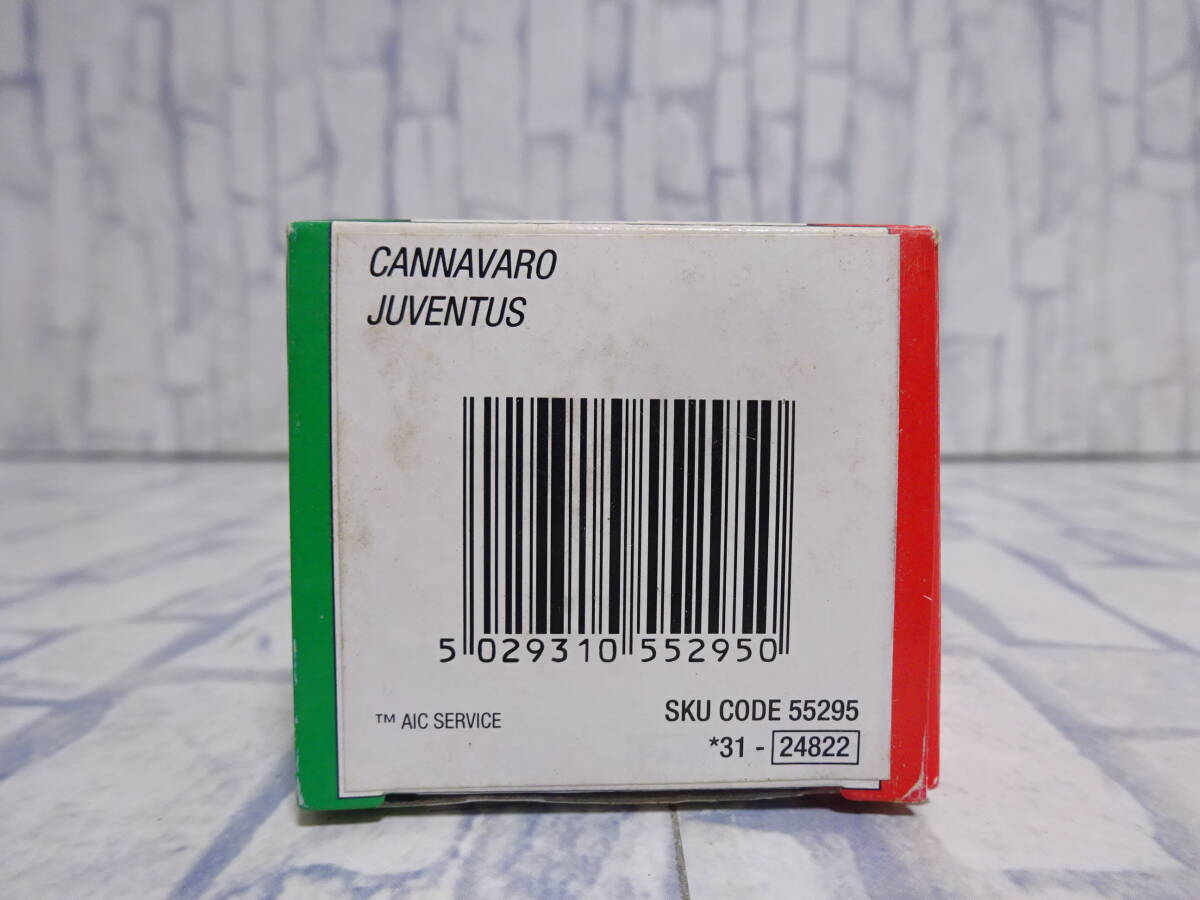 CANNAVARO
JUVENTUS
5 029310 552950
™ AIC SERVICE
SKU CODE 55295
*31 - 24822